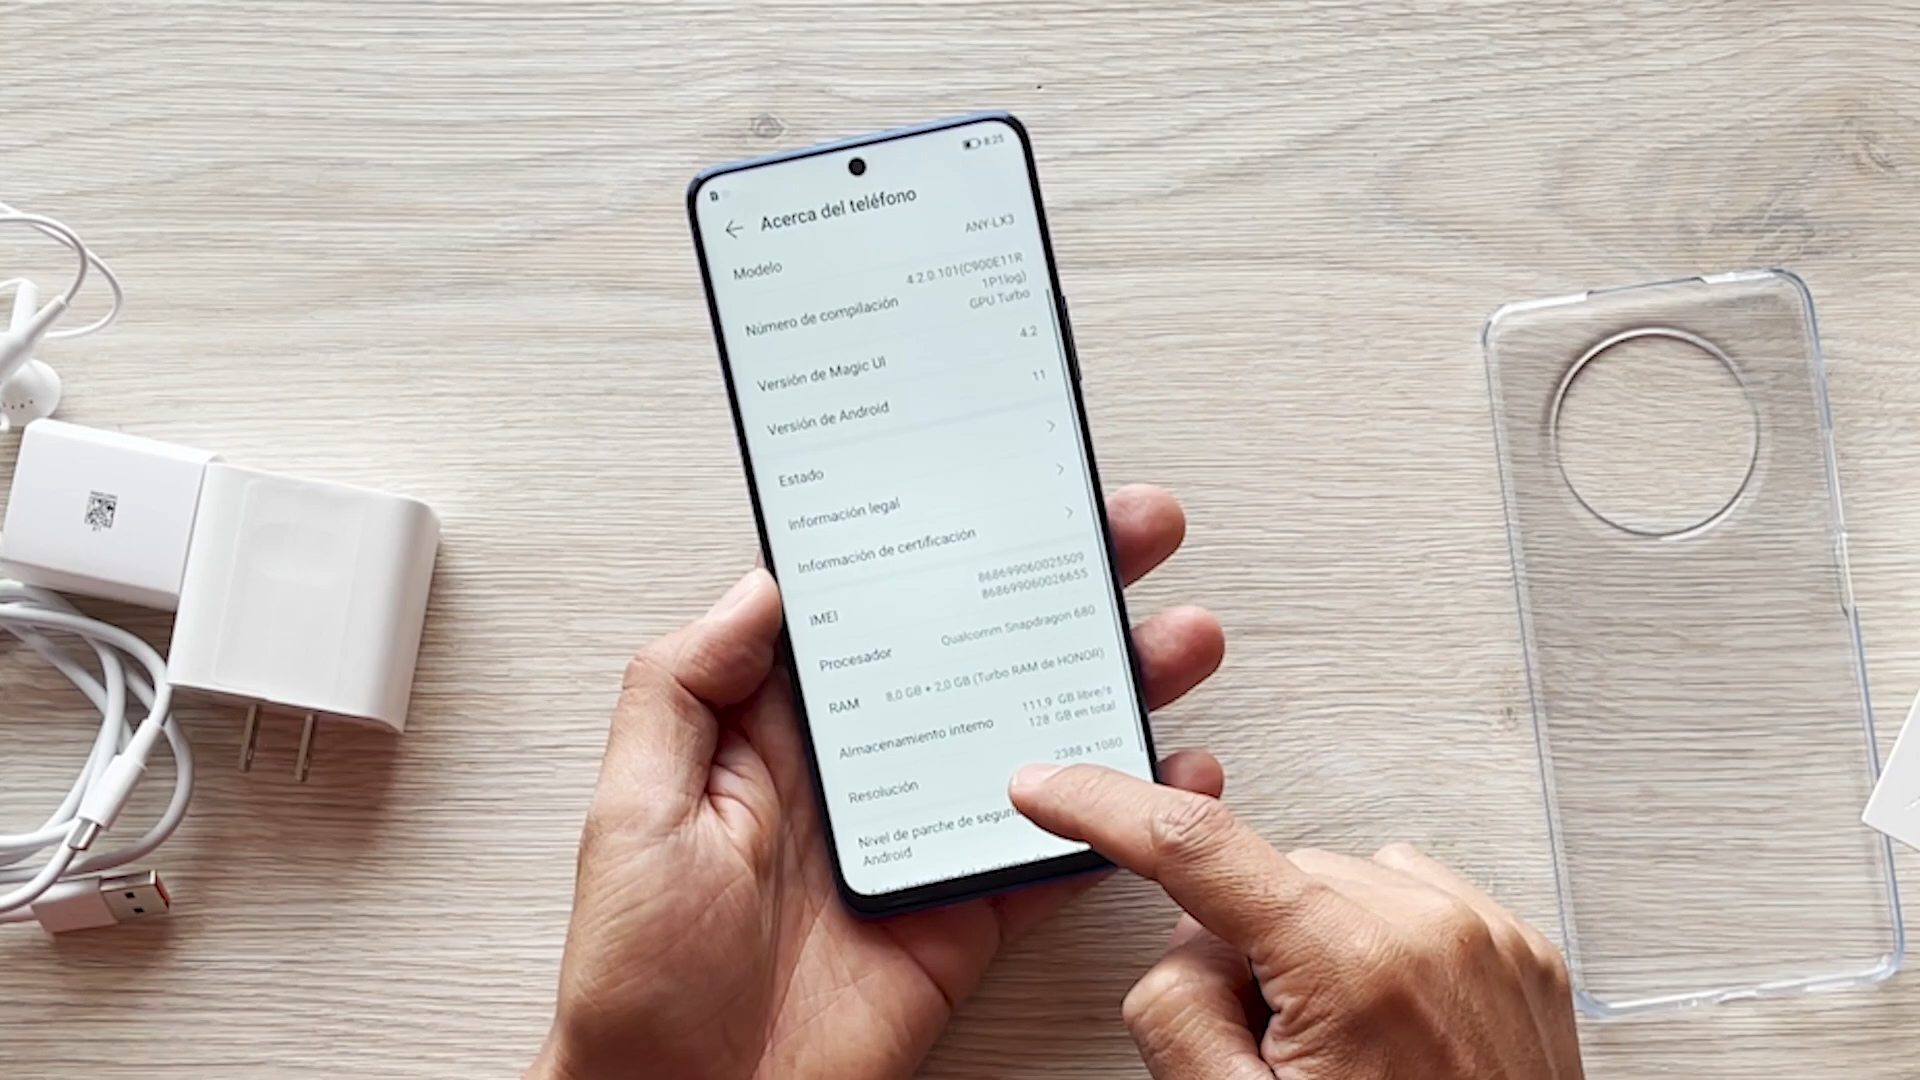 8:25
Acerca del teléfono
Modelo
ANY-LX3
Número de compilación
4.2.0.101(C900E11R
1P1log)
GPU Turbo
Versión de Magic UI
4.2
Versión de Android
11
Estado
Información legal
Información de certificación
IMEI
868699060025509
868699060026655
Procesador
Qualcomm Snapdragon 680
RAM
8,0 GB + 2,0 GB (Turbo RAM de HONOR)
Almacenamiento interno
111,9 GB libre/s
128 GB en total
Resolución
2388 x 1080
Nivel de parche de segur
Android